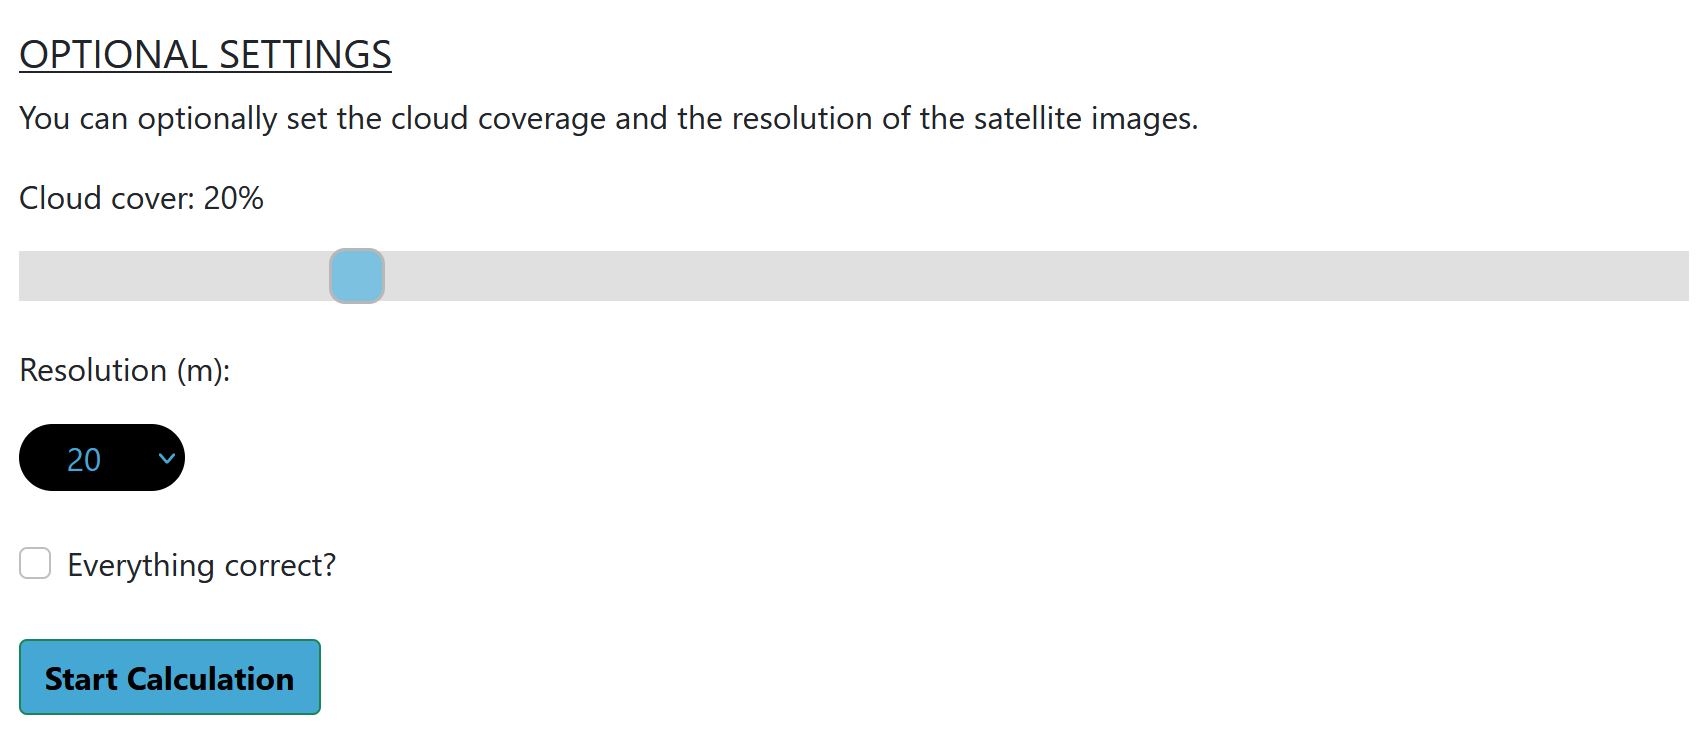 OPTIONAL SETTINGS
You can optionally set the cloud coverage and the resolution of the satellite images.
Cloud cover: 20%
Resolution (m):
20
Everything correct?
Start Calculation